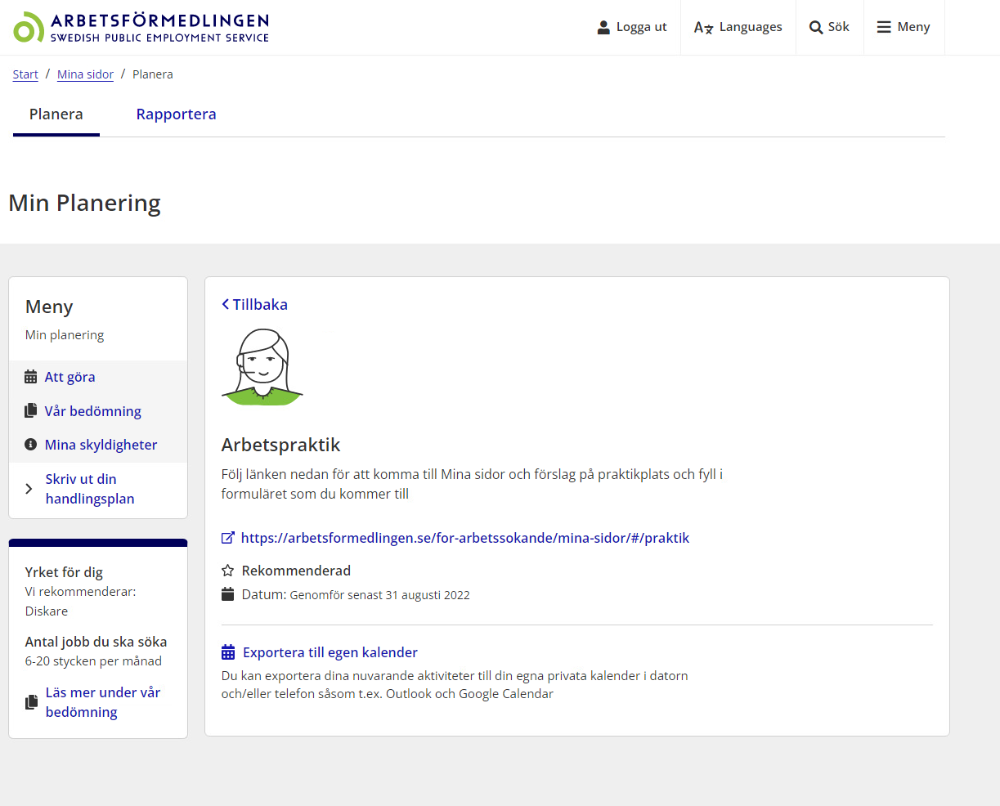 ARBETSFÖRMEDLINGEN
SWEDISH PUBLIC EMPLOYMENT SERVICE
Logga ut
Languages
Sök
Meny
Start / Mina sidor / Planera
Planera
Rapportera
Min Planering
Meny
Min planering
Att göra
Vår bedömning
Mina skyldigheter
Skriv ut din
handlingsplan
Yrket för dig
Vi rekommenderar:
Diskare
Antal jobb du ska söka
6-20 stycken per månad
Läs mer under vår
bedömning
Tillbaka
Arbetspraktik
Följ länken nedan för att komma till Mina sidor och förslag på praktikplats och fyll i
formuläret som du kommer till
https://arbetsformedlingen.se/for-arbetssokande/mina-sidor/#/praktik
Rekommenderad
Datum: Genomför senast 31 augusti 2022
Exportera till egen kalender
Du kan exportera dina nuvarande aktiviteter till din egna privata kalender i datorn
och/eller telefon såsom t.ex. Outlook och Google Calendar